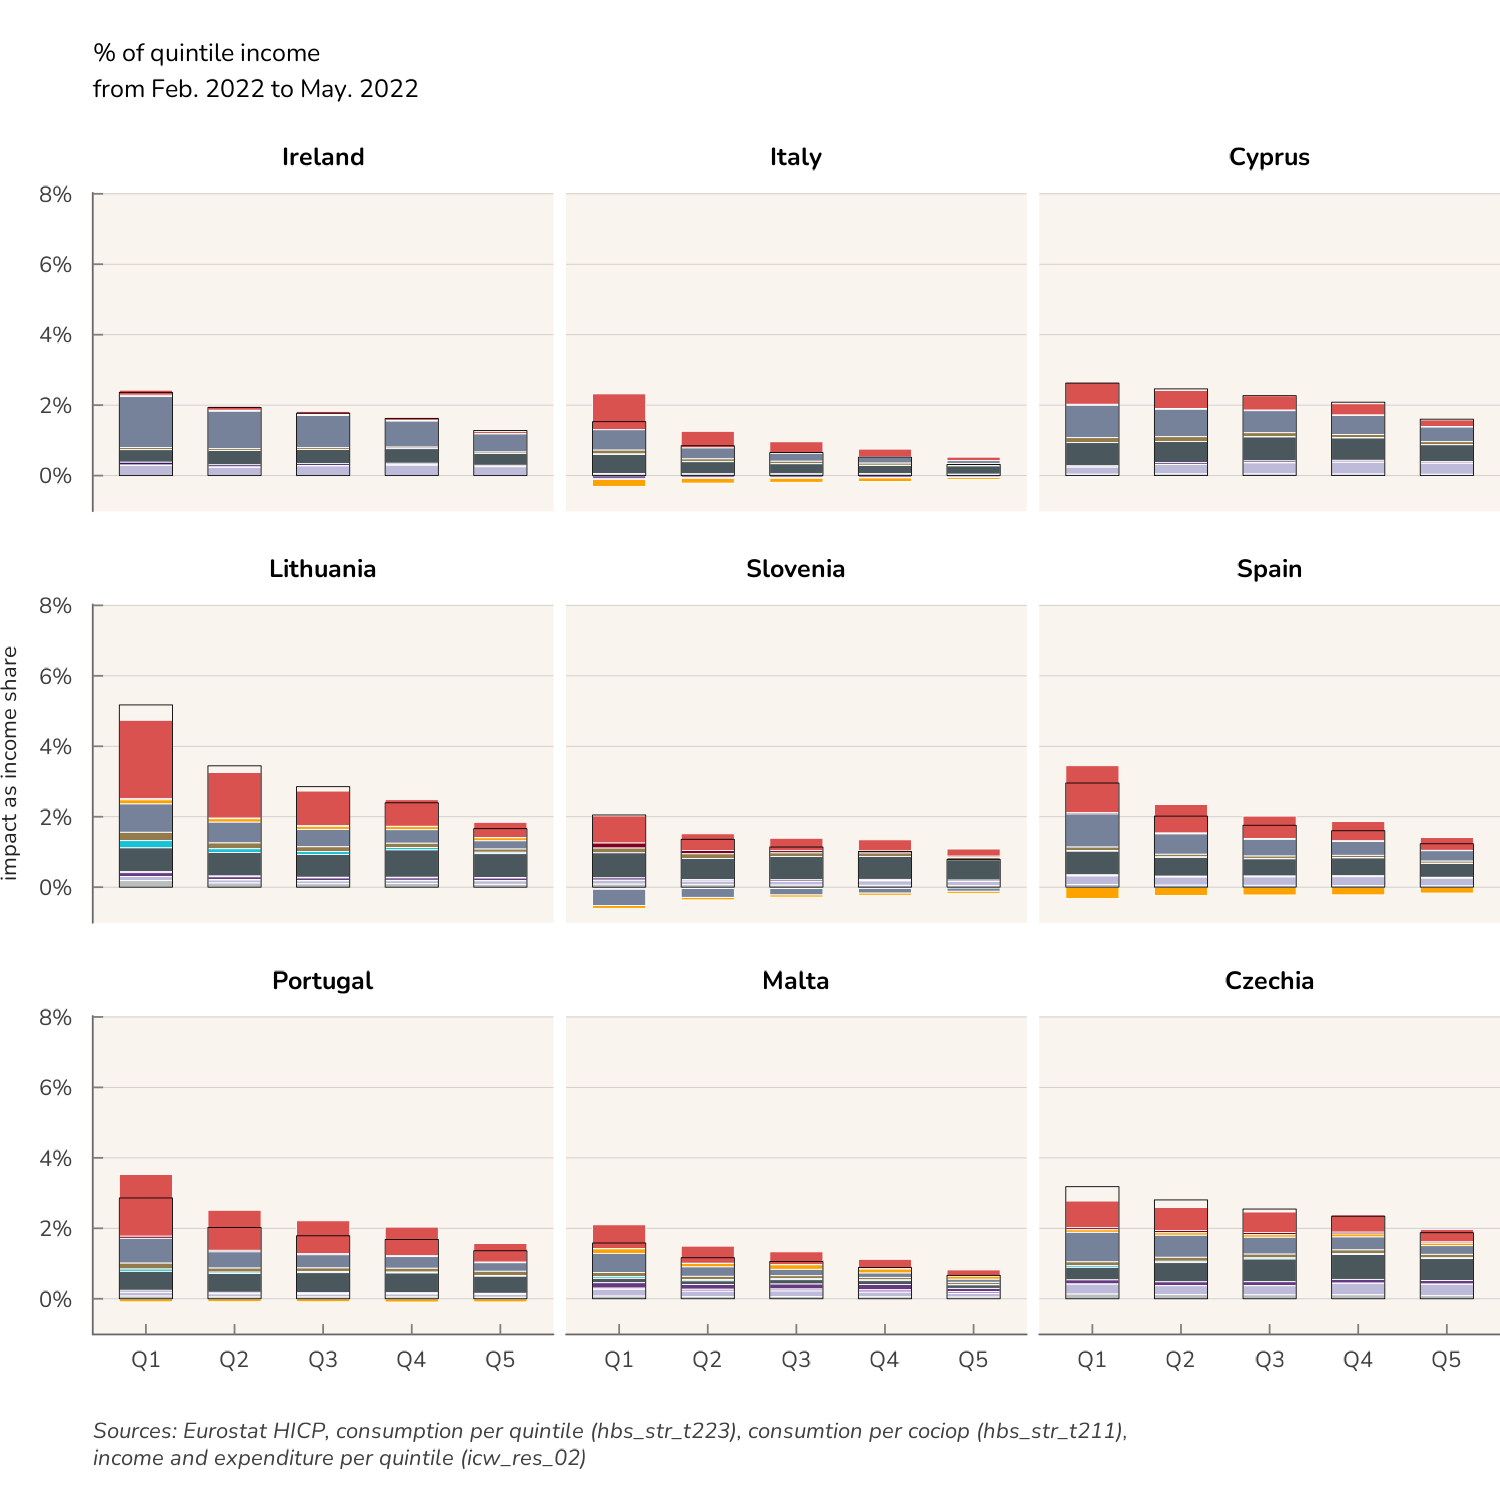 % of quintile income
from Feb. 2022 to May. 2022
Ireland Italy Cyprus
8%
6%
4%
2%
0%
Lithuania Slovenia Spain
impact as income share
8%
6%
4%
2%
0%
Portugal Malta Czechia
8%
6%
4%
2%
0%
Q1 Q2 Q3 Q4 Q5 Q1 Q2 Q3 Q4 Q5 Q1 Q2 Q3 Q4 Q5
Sources: Eurostat HICP, consumption per quintile (hbs_str_t223), consumtion per cociop (hbs_str_t211),
income and expenditure per quintile (icw_res_02)